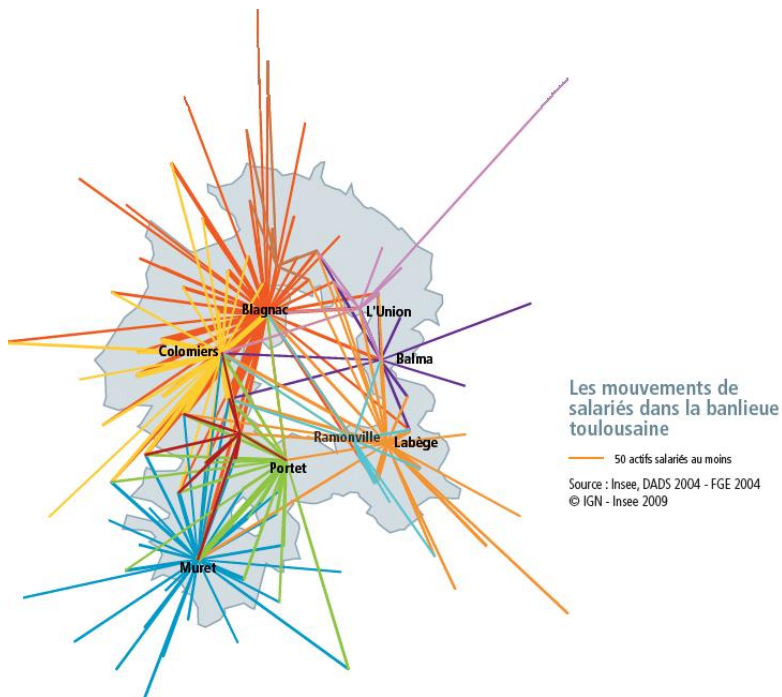 Blagnac
L'Union
Colomiers
Balma
Ramonville
Labège
Portet
Muret
Les mouvements de
salariés dans la banlieue
toulousaine
50 actifs salariés au moins
Source : Insee, DADS 2004 - FGE 2004
© IGN - Insee 2009